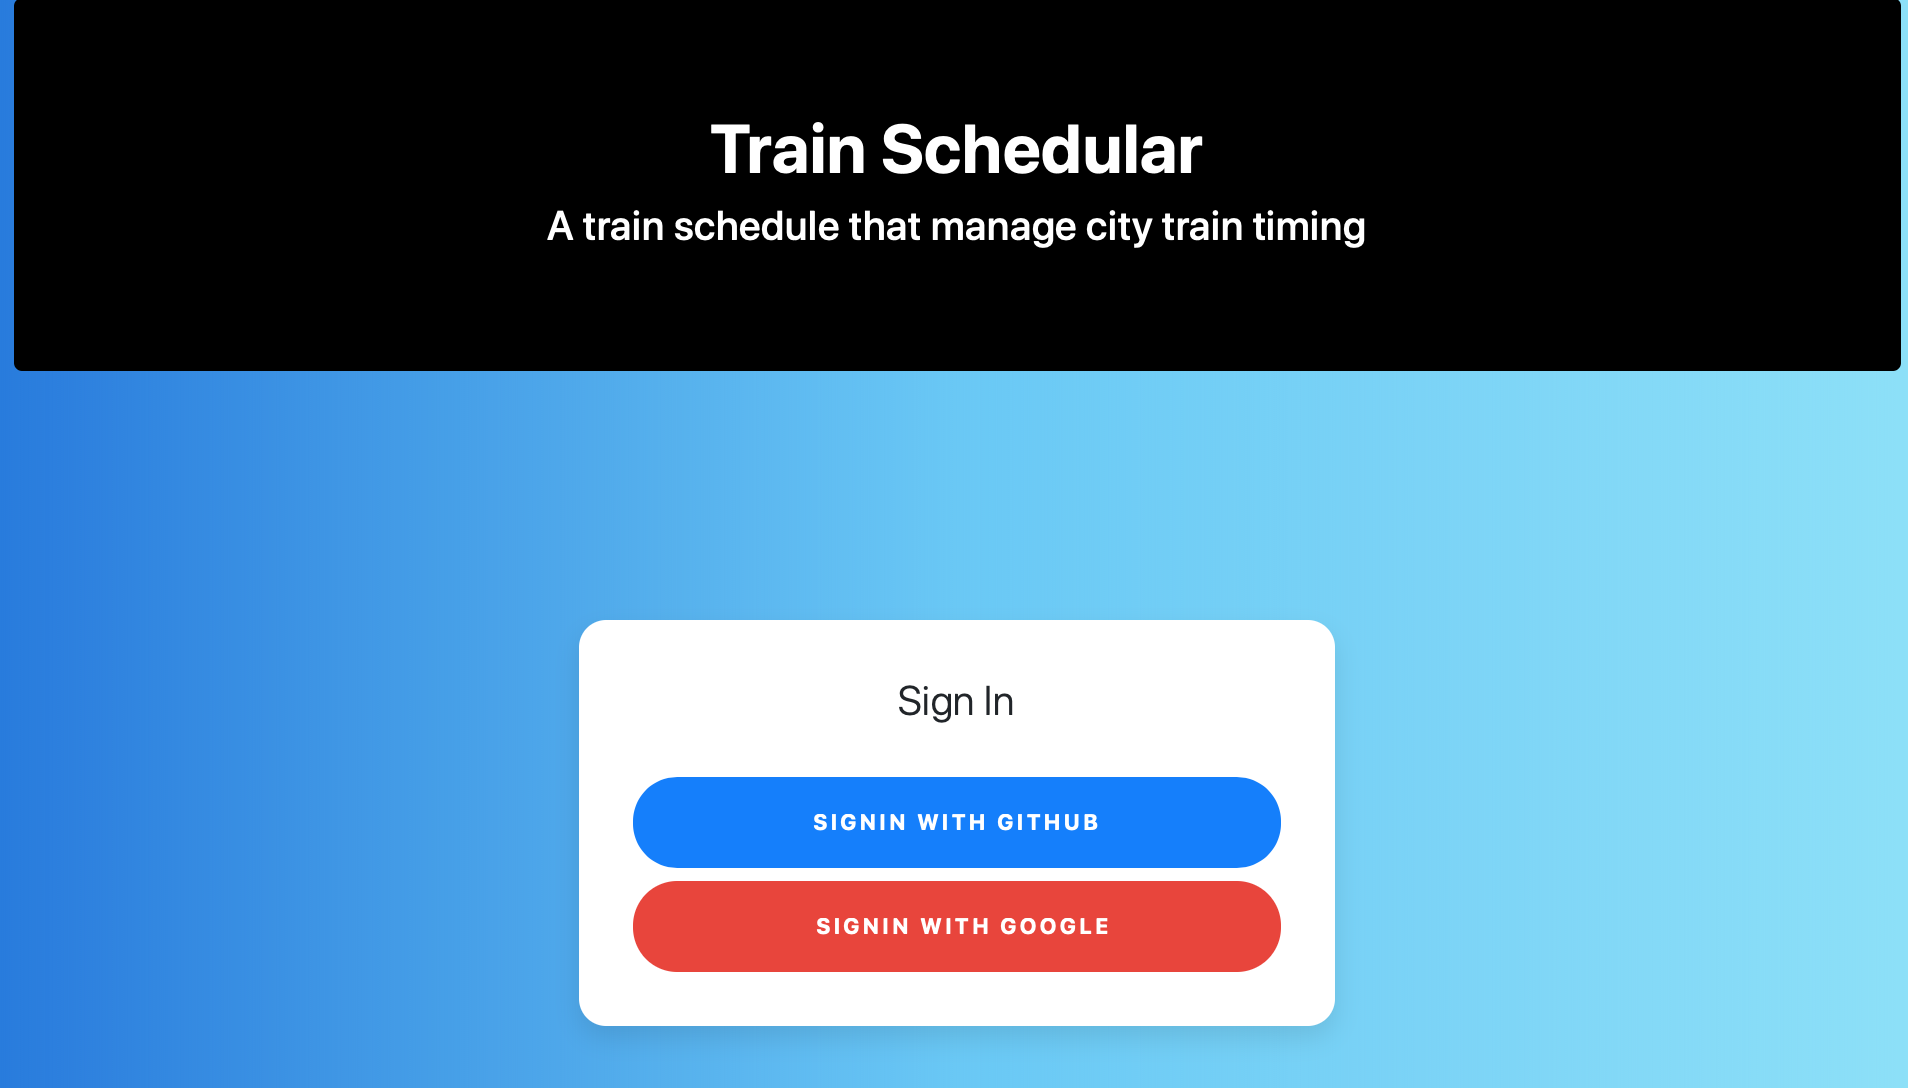 Train Schedular
A train schedule that manage city train timing
Sign In
SIGNIN WITH GITHUB
SIGNIN WITH GOOGLE